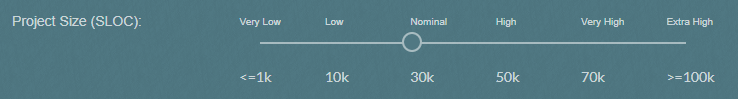 Project Size (SLOC): Very Low Low Nominal High Very High Extra High
<=1k 10k 30k 50k 70k >=100k